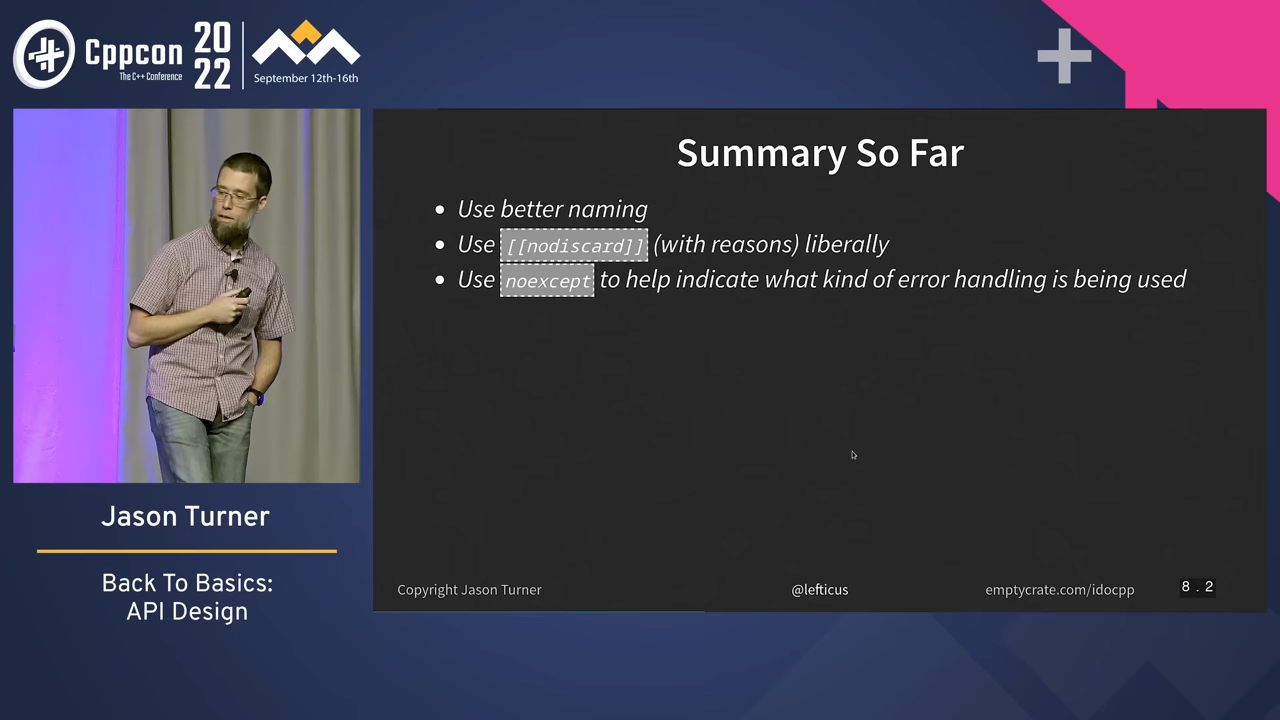 Cppcon
The C++ Conference
20
22
September 12th-16th
Summary So Far
Use better naming
Use [[nodiscard]] (with reasons) liberally
Use noexcept to help indicate what kind of error handling is being used
Jason Turner
Back To Basics:
API Design
Copyright Jason Turner
@lefticus
emptycrate.com/idocpp
8 . 2